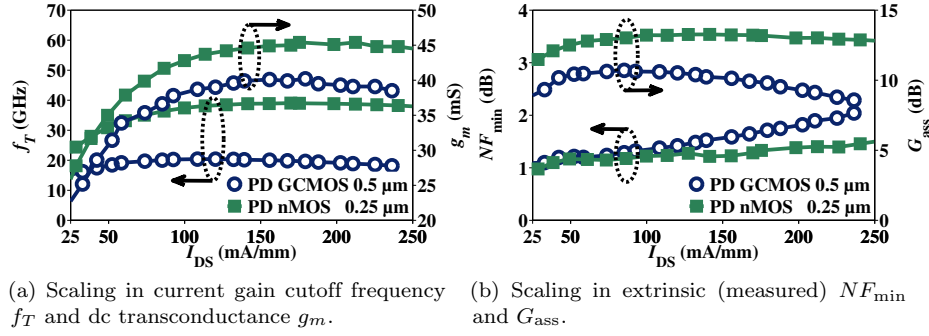 70
60
50
40
30
20
10
0
f_T (GHz)
50
45
40
35
30
25
20
g_m (mS)
PD GCMOS 0.5 µm
PD nMOS 0.25 µm
25 50 100 150 200 250
I_DS (mA/mm)
4
3
2
1
0
NF_min (dB)
15
10
5
0
G_ass (dB)
PD GCMOS 0.5 µm
PD nMOS 0.25 µm
25 50 100 150 200 250
I_DS (mA/mm)
(a) Scaling in current gain cutoff frequency
f_T and dc transconductance g_m.
(b) Scaling in extrinsic (measured) NF_min
and G_ass.